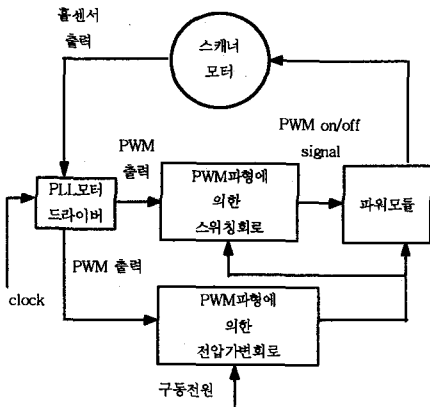 홀센서
출력
스캐너
모터
PWM on/off
signal
PWM
출력
PLL모터
드라이버
PWM파형에
의한
스위칭회로
파워모듈
PWM 출력
clock
PWM파형에
의한
전압가변회로
구동전원